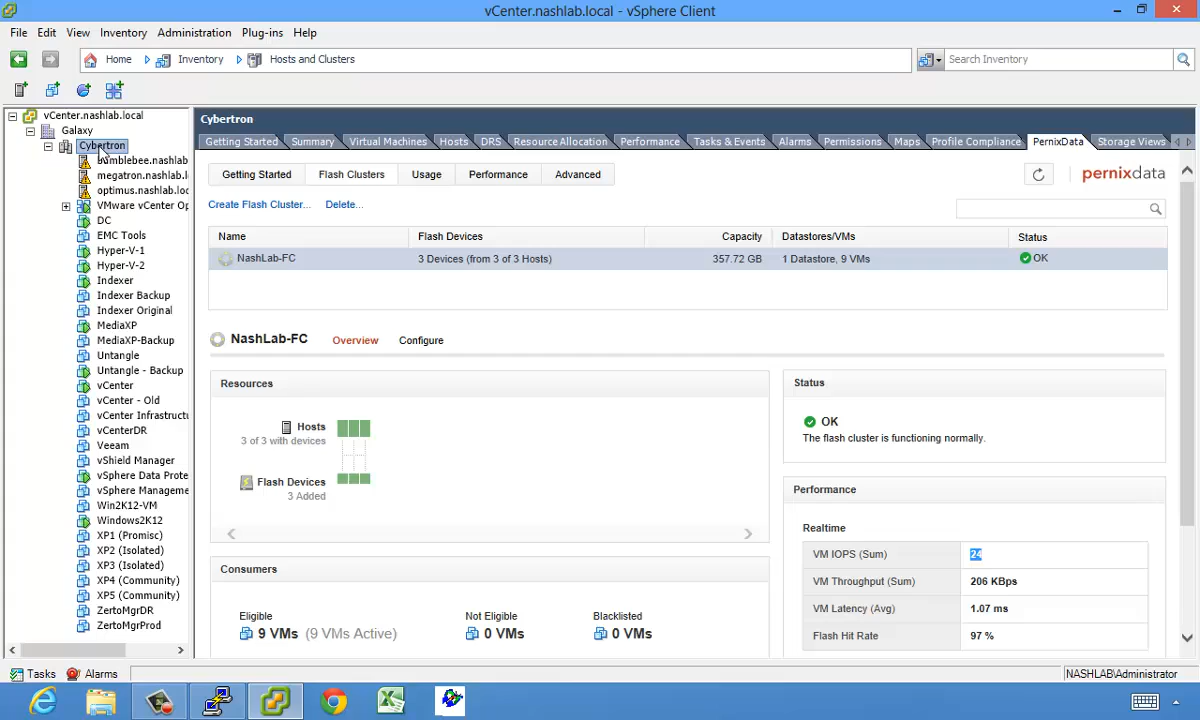 vCenter.nashlab.local - vSphere Client
File Edit View Inventory Administration Plug-ins Help
Home Inventory Hosts and Clusters Search Inventory
vCenter.nashlab.local
Galaxy
Cybertron
bumblebee.nashlab
megatron.nashlab.l
optimus.nashlab.loc
VMware vCenter Op
DC
EMC Tools
Hyper-V-1
Hyper-V-2
Indexer
Indexer Backup
Indexer Original
MediaXP
MediaXP-Backup
Untangle
Untangle - Backup
vCenter
vCenter - Old
vCenter Infrastructu
vCenterDR
Veeam
vShield Manager
vSphere Data Prote
vSphere Manageme
Win2K12-VM
Windows2K12
XP1 (Promisc)
XP2 (Isolated)
XP3 (Isolated)
XP4 (Community)
XP5 (Community)
ZertoMgrDR
ZertoMgrProd
Cybertron
Getting Started Summary Virtual Machines Hosts DRS Resource Allocation Performance Tasks & Events Alarms Permissions Maps Profile Compliance PernixData Storage Views
Getting Started Flash Clusters Usage Performance Advanced pernixdata
Create Flash Cluster... Delete...
Name Flash Devices Capacity Datastores/VMs Status
NashLab-FC 3 Devices (from 3 of 3 Hosts) 357.72 GB 1 Datastore, 9 VMs OK
NashLab-FC Overview Configure
Resources
Hosts
3 of 3 with devices
Flash Devices
3 Added
Consumers
Eligible Not Eligible Blacklisted
9 VMs (9 VMs Active) 0 VMs 0 VMs
Status
OK
The flash cluster is functioning normally.
Performance
Realtime
VM IOPS (Sum) 24
VM Throughput (Sum) 206 KBps
VM Latency (Avg) 1.07 ms
Flash Hit Rate 97 %
Tasks Alarms NASHLAB\Administrator